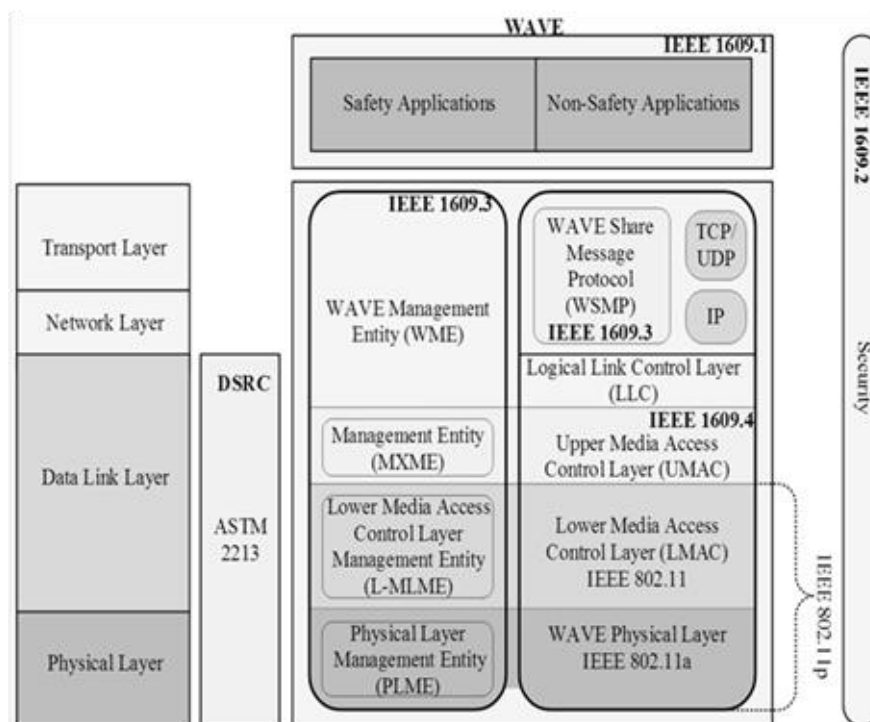 WAVE
IEEE 1609.1
Safety Applications
Non-Safety Applications
IEEE 1609.2
Security
Transport Layer
Network Layer
Data Link Layer
Physical Layer
DSRC
ASTM
2213
IEEE 1609.3
WAVE Management
Entity (WME)
Management Entity
(MXME)
Lower Media Access
Control Layer
Management Entity
(L-MLME)
Physical Layer
Management Entity
(PLME)
WAVE Share
Message
Protocol
(WSMP)
IEEE 1609.3
TCP/
UDP
IP
Logical Link Control Layer
(LLC)
IEEE 1609.4
Upper Media Access
Control Layer (UMAC)
Lower Media Access
Control Layer (LMAC)
IEEE 802.11
WAVE Physical Layer
IEEE 802.11a
IEEE 802.11p